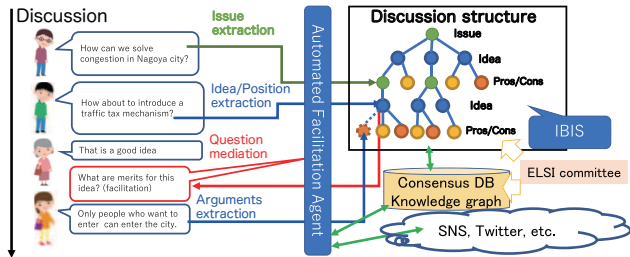 Discussion
Issue
extraction
How can we solve
congestion in Nagoya city?
Idea/Position
extraction
How about to introduce a
traffic tax mechanism?
Question
mediation
That is a good idea
What are merits for this
idea? (facilitation)
Arguments
extraction
Only people who want to
enter can enter the city.
Automated Facilitation Agent
Discussion structure
Issue
Idea
Pros/Cons
Idea
Pros/Cons
IBIS
ELSI committee
Consensus DB
Knowledge graph
SNS, Twitter, etc.